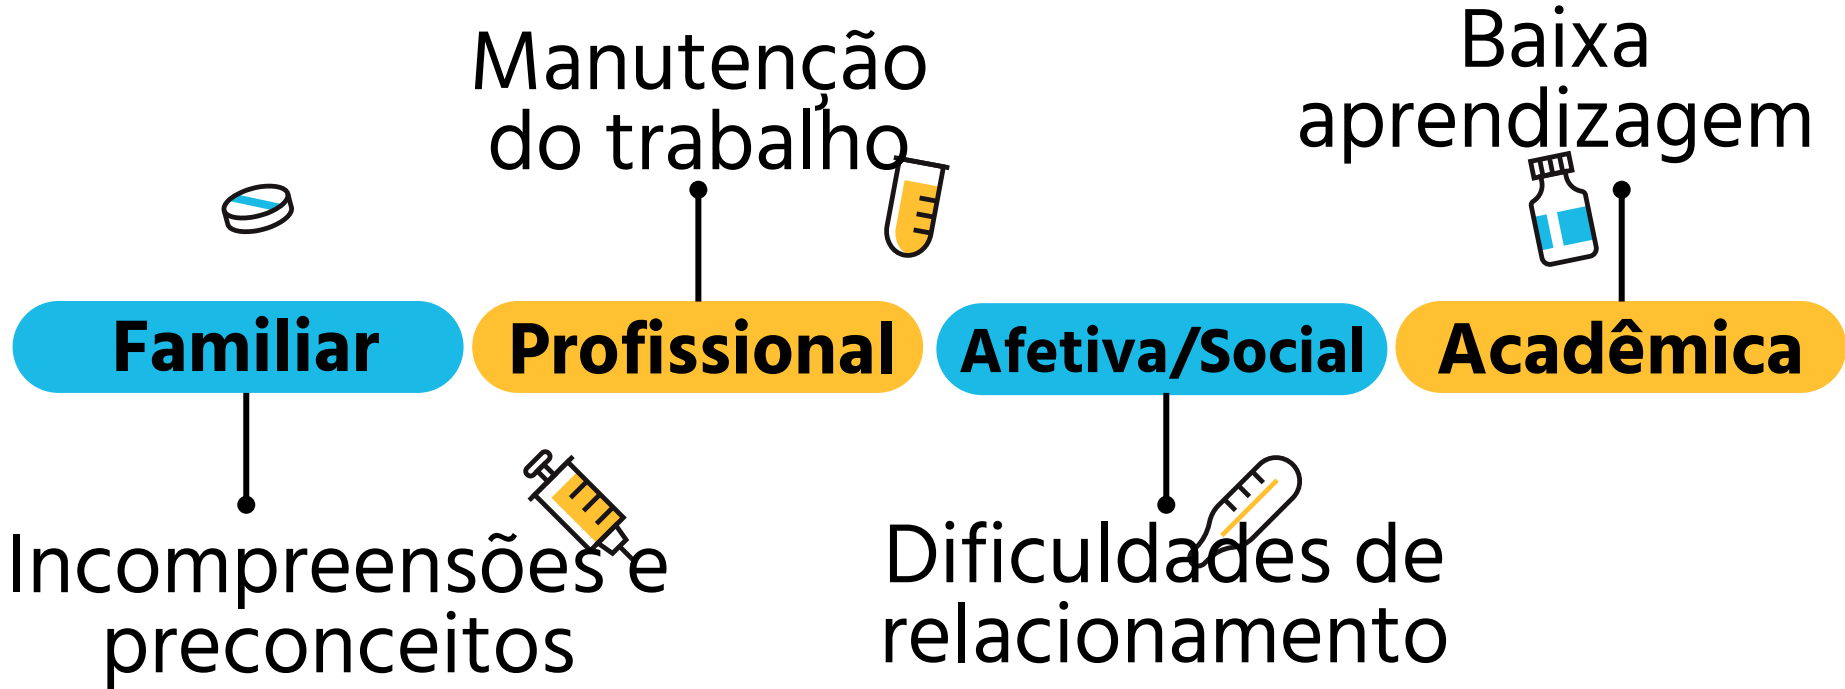 Manutenção
do trabalho
Baixa
aprendizagem
Familiar
Profissional
Afetiva/Social
Acadêmica
Incompreensões e
preconceitos
Dificuldades de
relacionamento